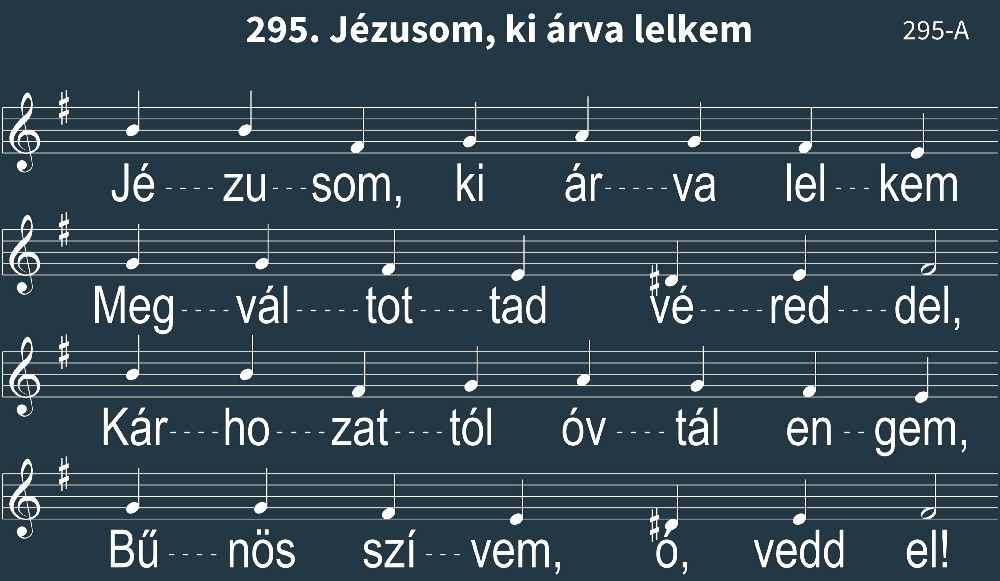 295. Jézusom, ki árva lelkem
295-A
Jé----zu---som, ki ár-----va lel---kem
Meg----vál-----tot----tad vé-----red----del,
Kár----ho----zat----tól óv----tál en--gem,
Bű----nös szí---vem, ó, vedd el!